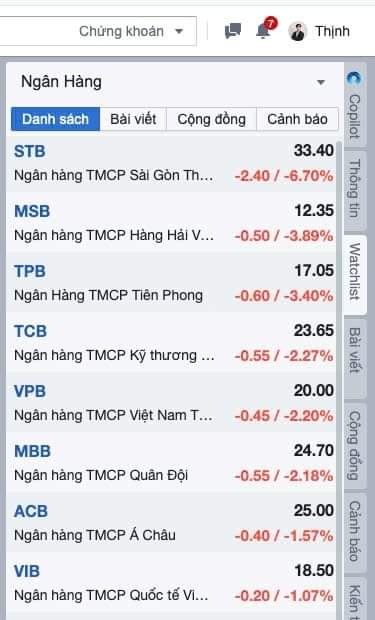 Chứng khoán
7
Thịnh
Ngân Hàng
Danh sách Bài viết Cộng đồng Cảnh báo
STB 33.40
Ngân hàng TMCP Sài Gòn Th... -2.40 / -6.70%
MSB 12.35
Ngân hàng TMCP Hàng Hải V... -0.50 / -3.89%
TPB 17.05
Ngân Hàng TMCP Tiên Phong -0.60 / -3.40%
TCB 23.65
Ngân hàng TMCP Kỹ thương ... -0.55 / -2.27%
VPB 20.00
Ngân hàng TMCP Việt Nam T... -0.45 / -2.20%
MBB 24.70
Ngân hàng TMCP Quân Đội -0.55 / -2.18%
ACB 25.00
Ngân hàng TMCP Á Châu -0.40 / -1.57%
VIB 18.50
Ngân hàng TMCP Quốc tế Vi... -0.20 / -1.07%
Copilot
Thông tin
Watchlist
Bài viết
Cộng đồng
Cảnh báo
Kiến t